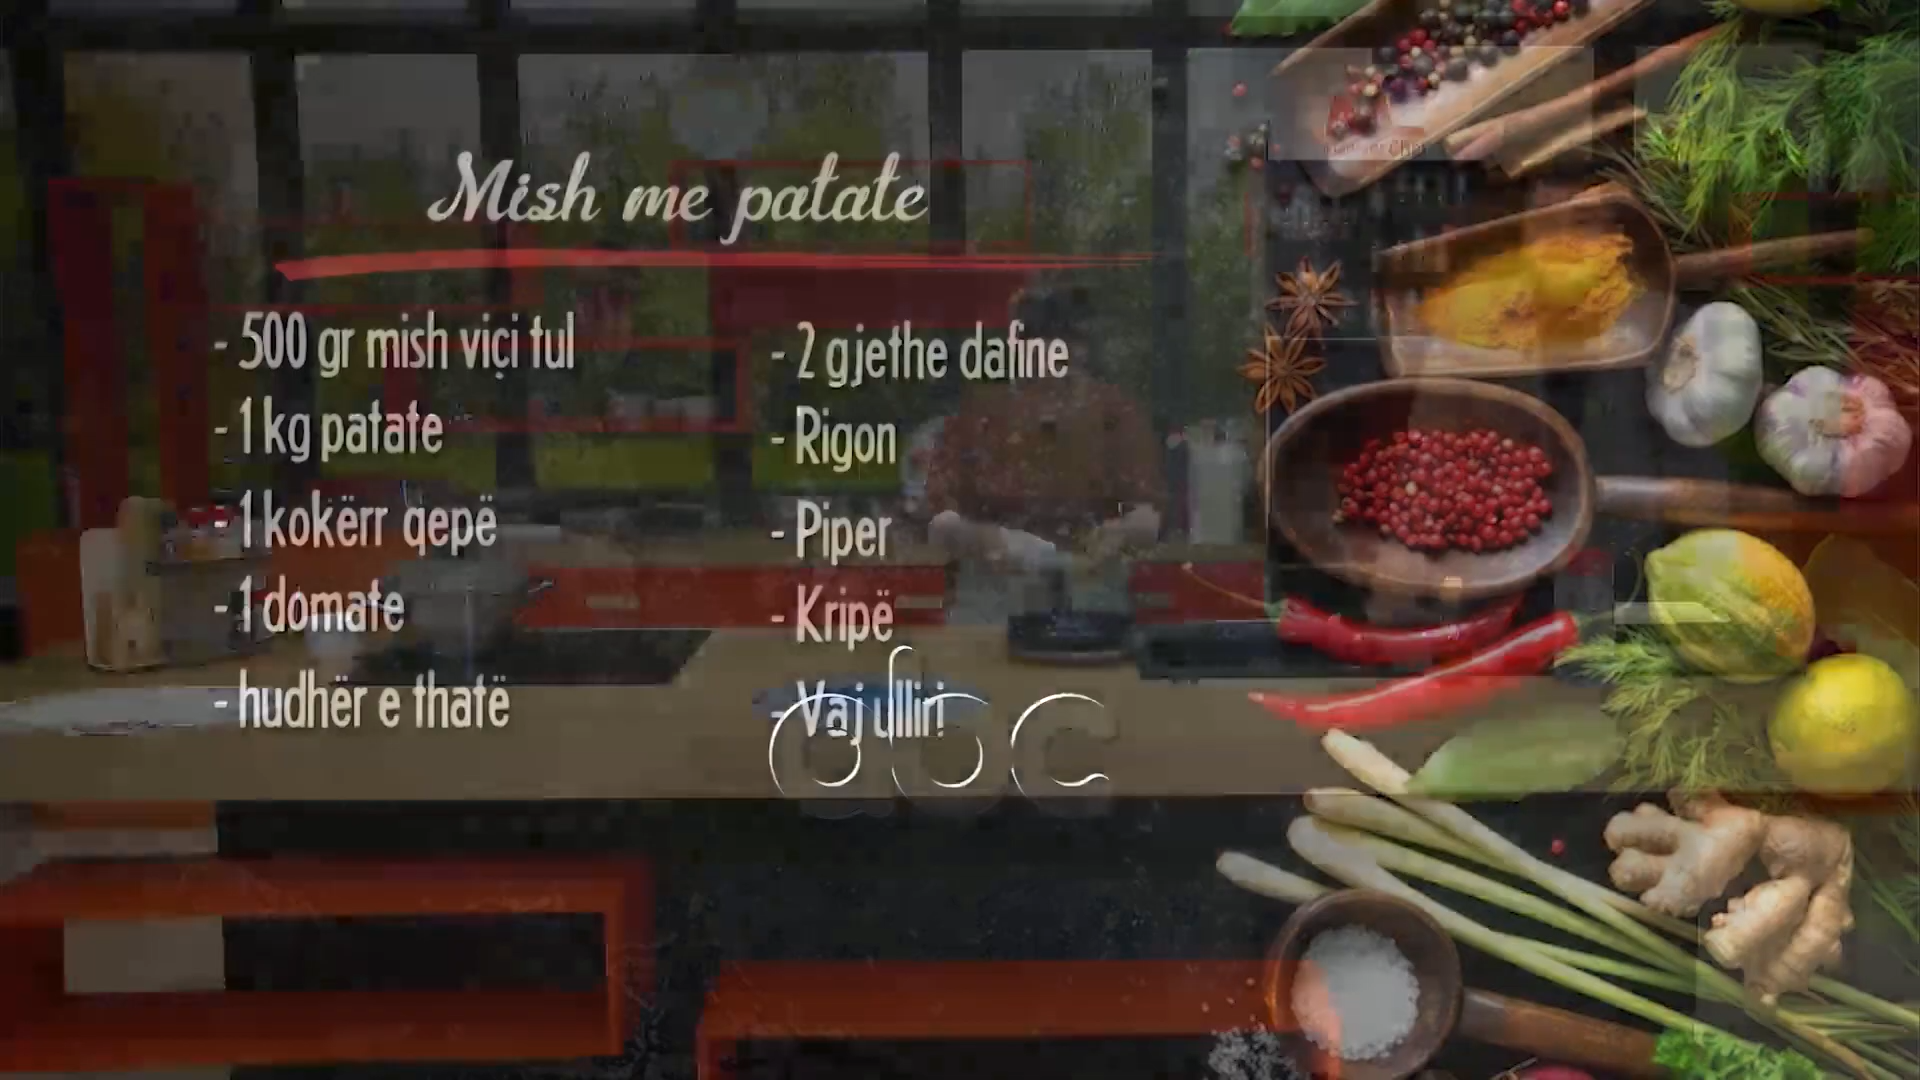 Mish me patate
- 500 gr mish viçi tul
- 1 kg patate
- 1 kokërr qepë
- 1 domate
- hudhër e thatë
- 2 gjethe dafine
- Rigon
- Piper
- Kripë
- Vaj ulliri
abc